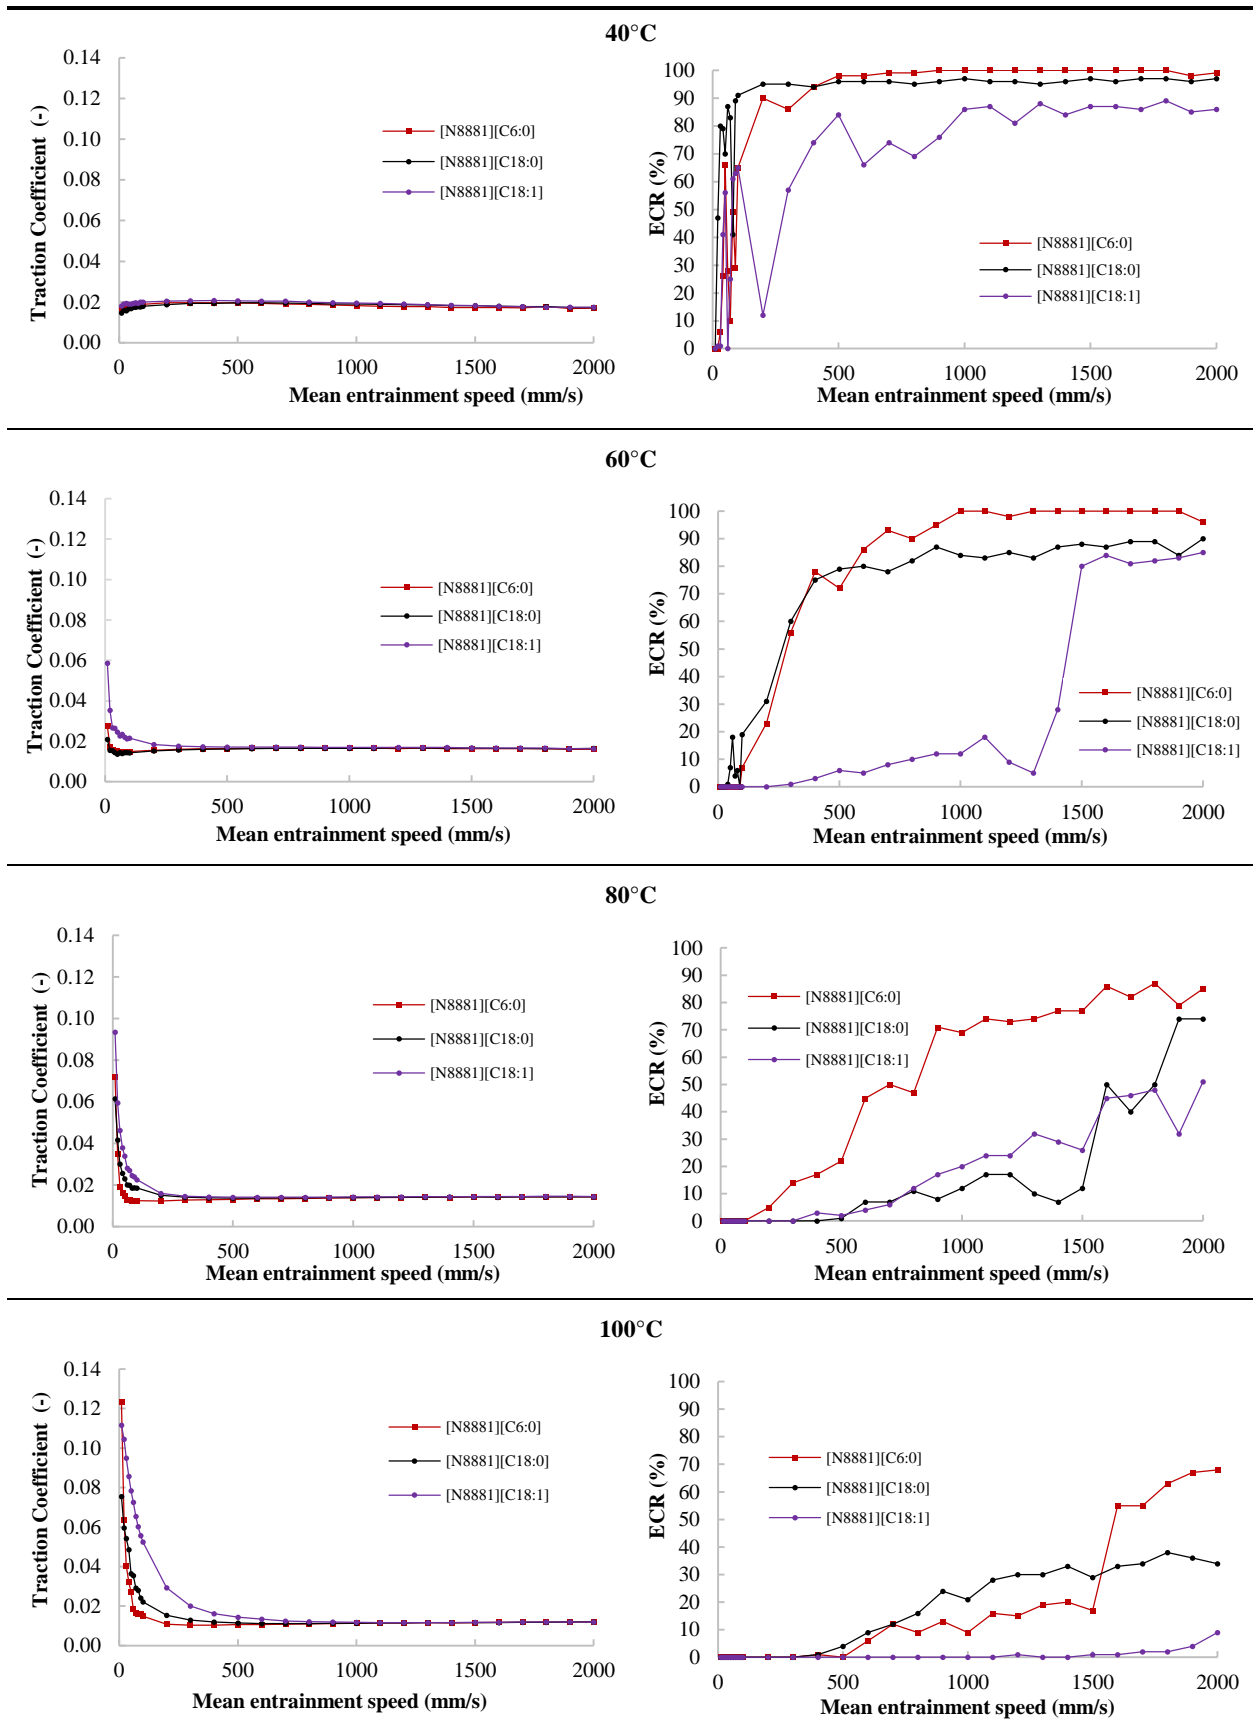 40°C
0.14
0.12
0.10
0.08
0.06
0.04
0.02
0.00
Traction Coefficient (-)
[N8881][C6:0]
[N8881][C18:0]
[N8881][C18:1]
0 500 1000 1500 2000
Mean entrainment speed (mm/s)
100
90
80
70
60
50
40
30
20
10
0
ECR (%)
[N8881][C6:0]
[N8881][C18:0]
[N8881][C18:1]
0 500 1000 1500 2000
Mean entrainment speed (mm/s)
60°C
0.14
0.12
0.10
0.08
0.06
0.04
0.02
0.00
Traction Coefficient (-)
[N8881][C6:0]
[N8881][C18:0]
[N8881][C18:1]
0 500 1000 1500 2000
Mean entrainment speed (mm/s)
100
90
80
70
60
50
40
30
20
10
0
ECR (%)
[N8881][C6:0]
[N8881][C18:0]
[N8881][C18:1]
0 500 1000 1500 2000
Mean entrainment speed (mm/s)
80°C
0.14
0.12
0.10
0.08
0.06
0.04
0.02
0.00
Traction Coefficient (-)
[N8881][C6:0]
[N8881][C18:0]
[N8881][C18:1]
0 500 1000 1500 2000
Mean entrainment speed (mm/s)
100
90
80
70
60
50
40
30
20
10
0
ECR (%)
[N8881][C6:0]
[N8881][C18:0]
[N8881][C18:1]
0 500 1000 1500 2000
Mean entrainment speed (mm/s)
100°C
0.14
0.12
0.10
0.08
0.06
0.04
0.02
0.00
Traction Coefficient (-)
[N8881][C6:0]
[N8881][C18:0]
[N8881][C18:1]
0 500 1000 1500 2000
Mean entrainment speed (mm/s)
100
90
80
70
60
50
40
30
20
10
0
ECR (%)
[N8881][C6:0]
[N8881][C18:0]
[N8881][C18:1]
0 500 1000 1500 2000
Mean entrainment speed (mm/s)